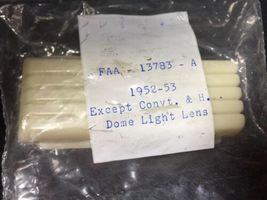 FAA - 13783 - A
1952-53
Except Convt. & H.
Dome Light Lens